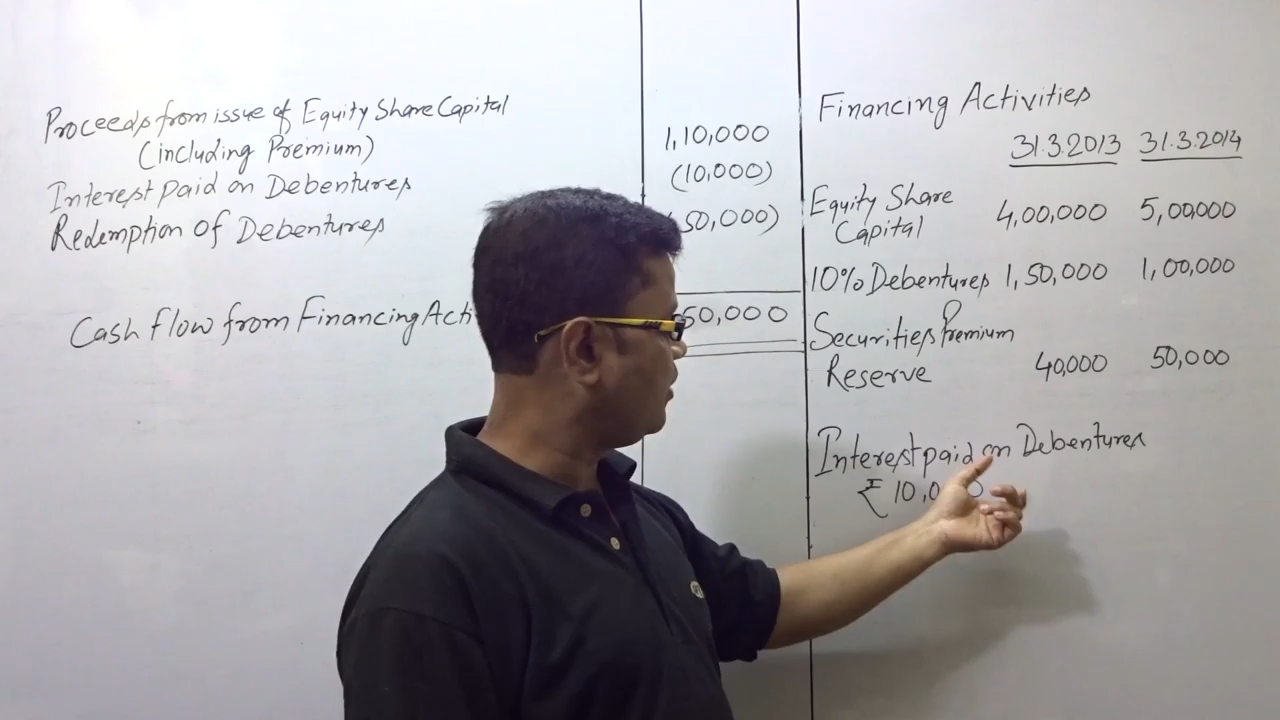 Proceeds from issue of Equity Share Capital
(including Premium) 1,10,000
Interest paid on Debentures (10,000)
Redemption of Debentures 50,000)
Cash flow from Financing Acti 50,000
Financing Activities
31.3.2013 31.3.2014
Equity Share
Capital 4,00,000 5,00,000
10% Debentures 1,50,000 1,00,000
Securities Premium
Reserve 40,000 50,000
Interest paid on Debentures
₹ 10,0